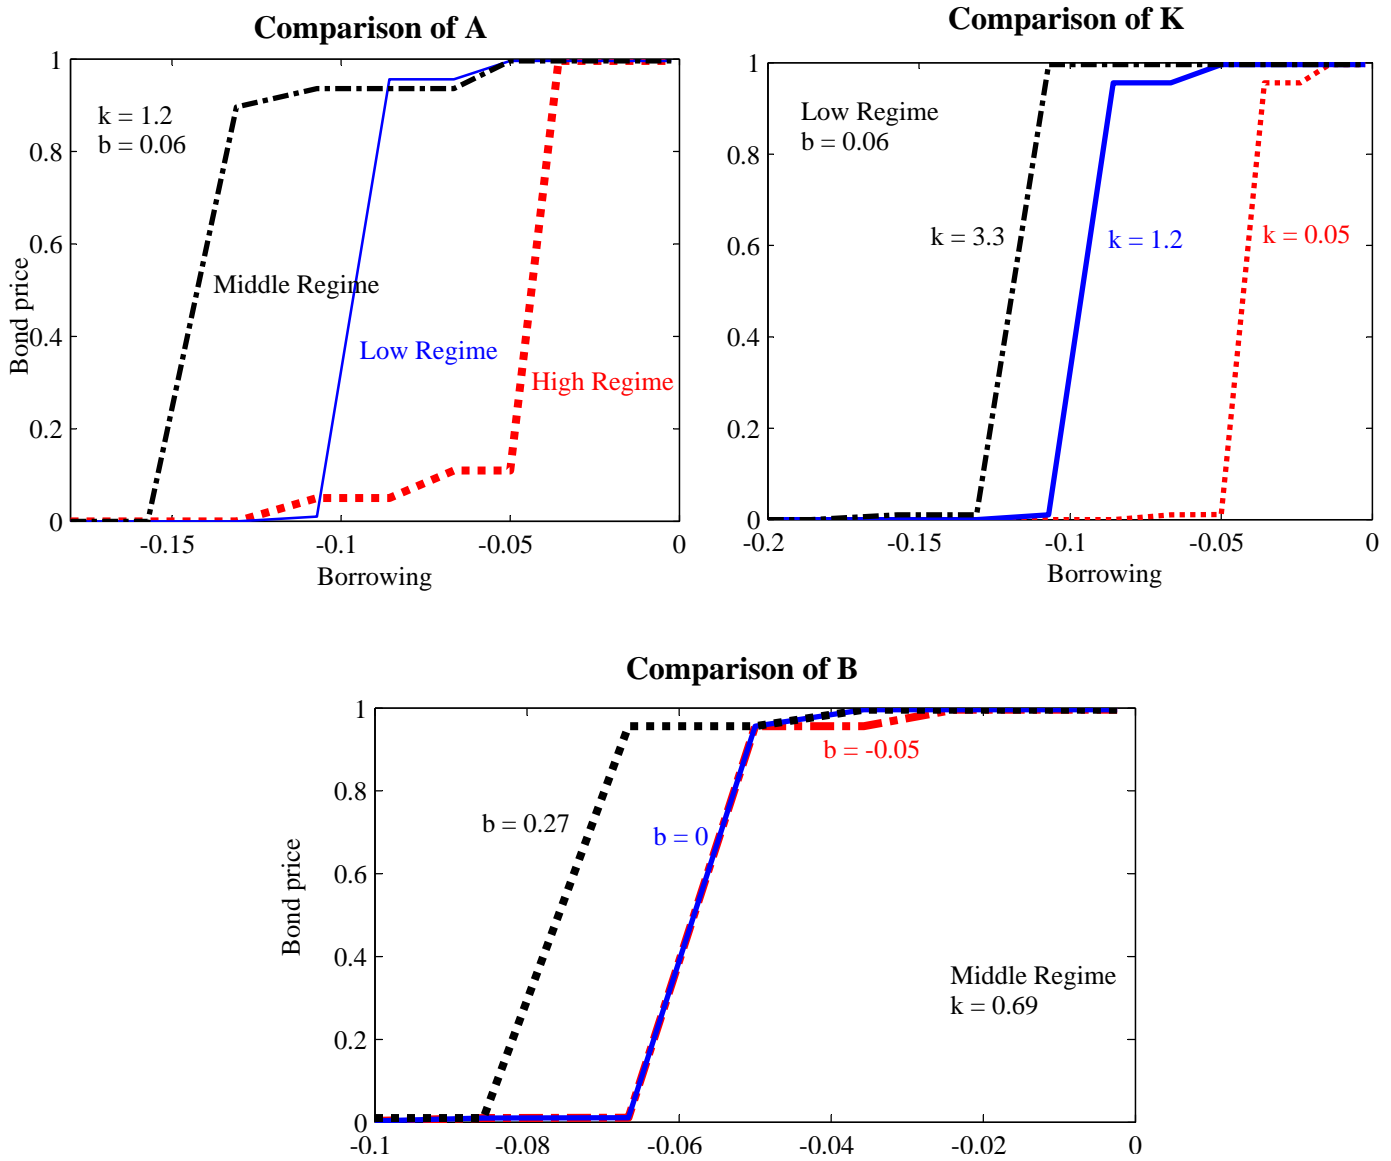 Comparison of A
1
0.8
0.6
0.4
0.2
0
Bond price
k = 1.2
b = 0.06
Middle Regime
Low Regime
High Regime
-0.15
-0.1
-0.05
0
Borrowing
Comparison of K
1
0.8
0.6
0.4
0.2
0
Low Regime
b = 0.06
k = 3.3
k = 1.2
k = 0.05
-0.2
-0.15
-0.1
-0.05
0
Borrowing
Comparison of B
1
0.8
0.6
0.4
0.2
0
Bond price
b = -0.05
b = 0.27
b = 0
Middle Regime
k = 0.69
-0.1
-0.08
-0.06
-0.04
-0.02
0